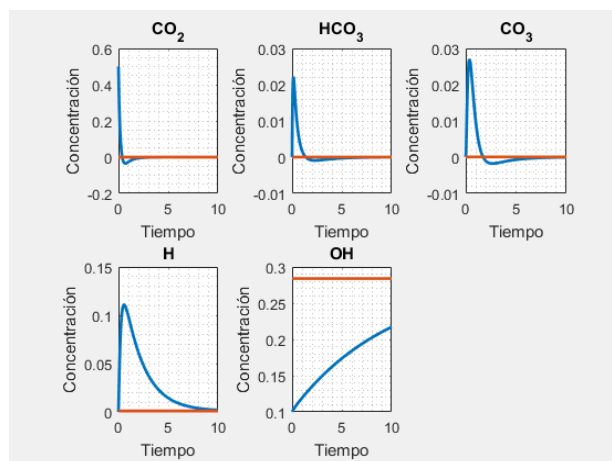 CO2
Concentración
0.6
0.4
0.2
0
-0.2
0
5
10
Tiempo
HCO3
Concentración
0.03
0.02
0.01
0
-0.01
0
5
10
Tiempo
CO3
Concentración
0.03
0.02
0.01
0
-0.01
0
5
10
Tiempo
H
Concentración
0.15
0.1
0.05
0
0
5
10
Tiempo
OH
Concentración
0.3
0.25
0.2
0.15
0.1
0
5
10
Tiempo